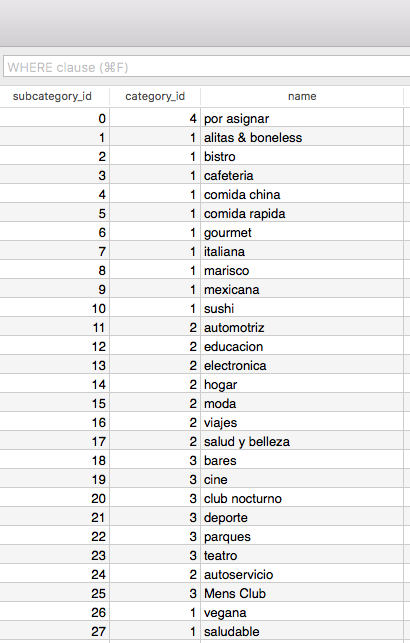 WHERE clause (⌘F)
subcategory_id category_id name
0 4 por asignar
1 1 alitas & boneless
2 1 bistro
3 1 cafeteria
4 1 comida china
5 1 comida rapida
6 1 gourmet
7 1 italiana
8 1 marisco
9 1 mexicana
10 1 sushi
11 2 automotriz
12 2 educacion
13 2 electronica
14 2 hogar
15 2 moda
16 2 viajes
17 2 salud y belleza
18 3 bares
19 3 cine
20 3 club nocturno
21 3 deporte
22 3 parques
23 3 teatro
24 2 autoservicio
25 3 Mens Club
26 1 vegana
27 1 saludable